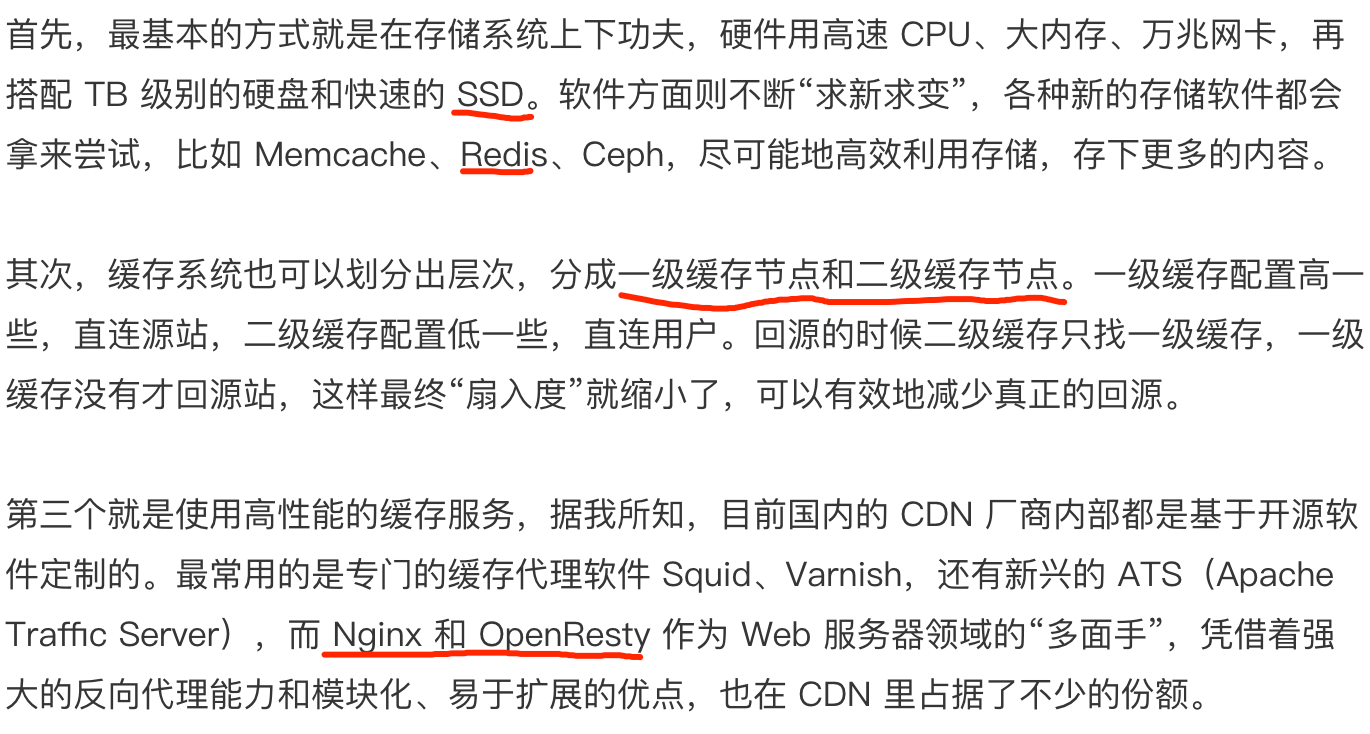 首先，最基本的方式就是在存储系统上下功夫，硬件用高速 CPU、大内存、万兆网卡，再
搭配 TB 级别的硬盘和快速的 SSD。软件方面则不断“求新求变”，各种新的存储软件都会
拿来尝试，比如 Memcache、Redis、Ceph，尽可能地高效利用存储，存下更多的内容。
其次，缓存系统也可以划分出层次，分成一级缓存节点和二级缓存节点。一级缓存配置高一
些，直连源站，二级缓存配置低一些，直连用户。回源的时候二级缓存只找一级缓存，一级
缓存没有才回源站，这样最终“扇入度”就缩小了，可以有效地减少真正的回源。
第三个就是使用高性能的缓存服务，据我所知，目前国内的 CDN 厂商内部都是基于开源软
件定制的。最常用的是专门的缓存代理软件 Squid、Varnish，还有新兴的 ATS（Apache
Traffic Server），而 Nginx 和 OpenResty 作为 Web 服务器领域的“多面手”，凭借着强
大的反向代理能力和模块化、易于扩展的优点，也在 CDN 里占据了不少的份额。